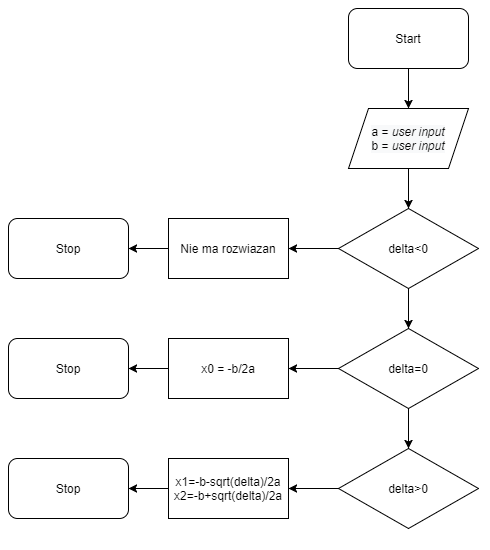 Start
a = user input
b = user input
Stop
Nie ma rozwiazan
delta<0
Stop
x0 = -b/2a
delta=0
Stop
x1=-b-sqrt(delta)/2a
x2=-b+sqrt(delta)/2a
delta>0